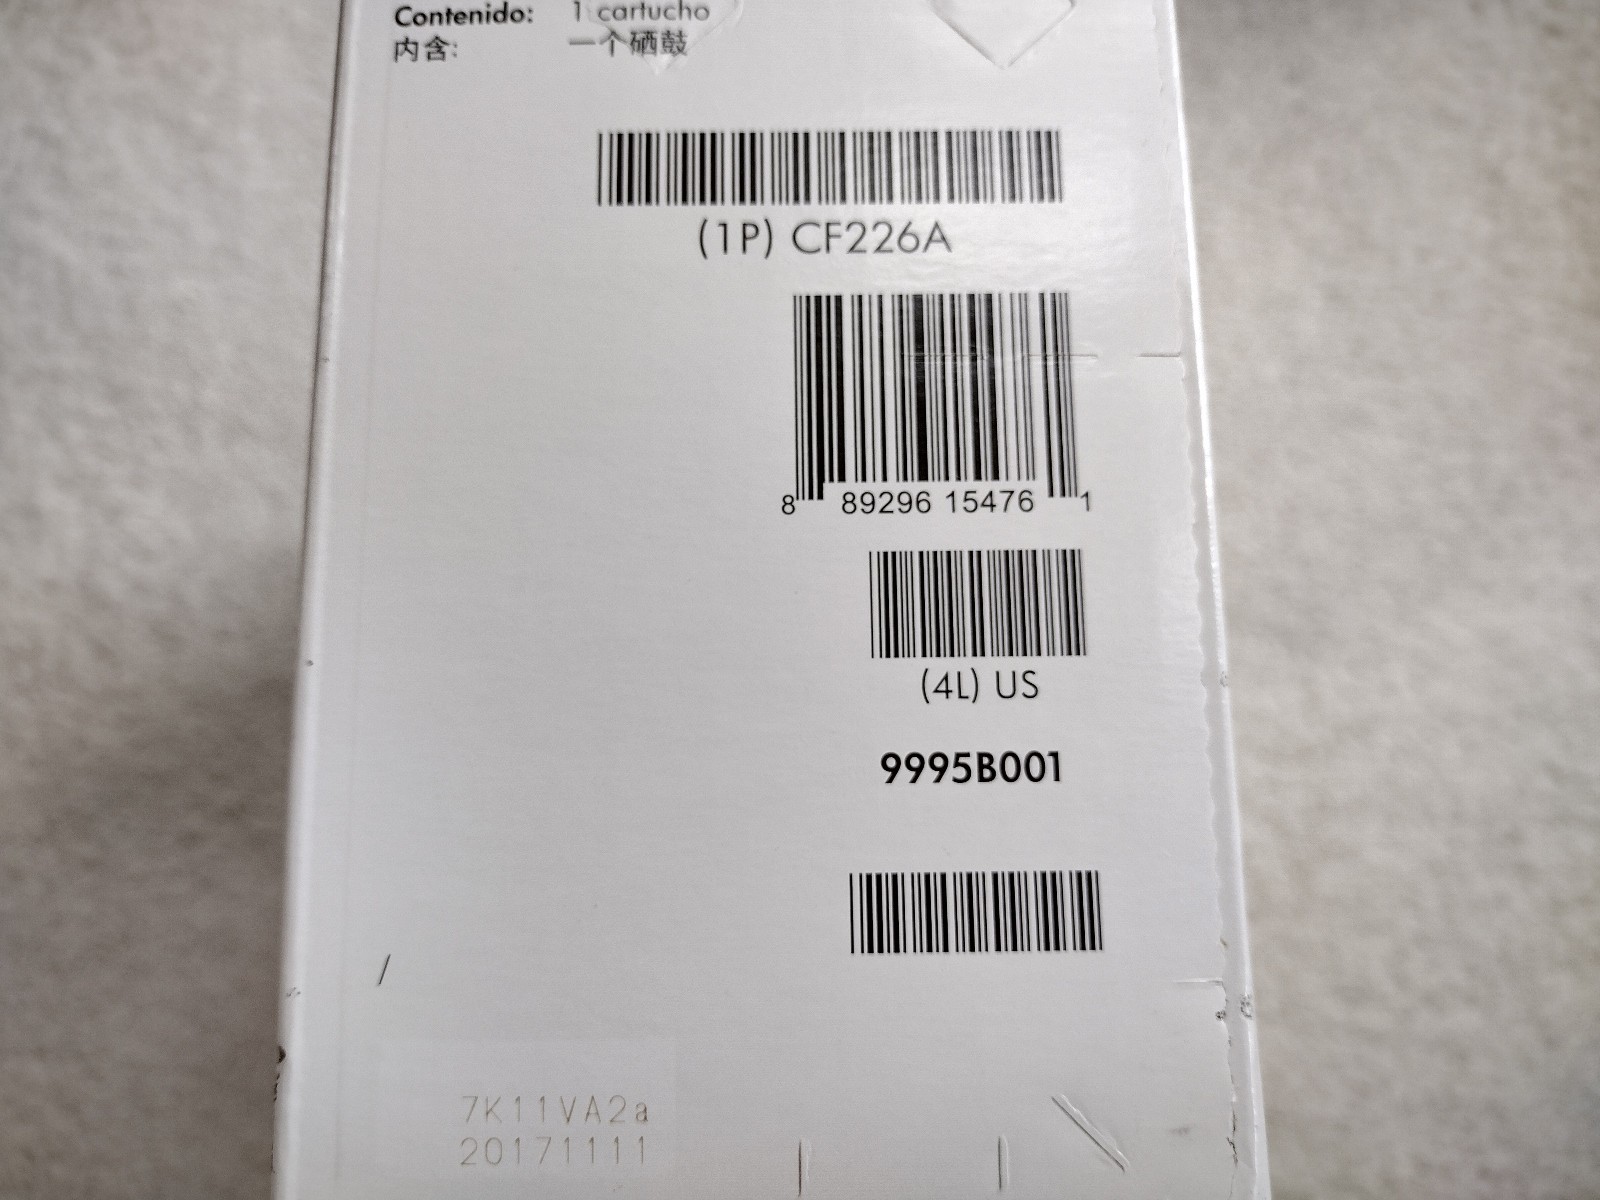 Contenido: 1 cartucho
内含: 一个硒鼓
(1P) CF226A
8 89296 15476 1
(4L) US
9995B001
7K11VA2a
20171111